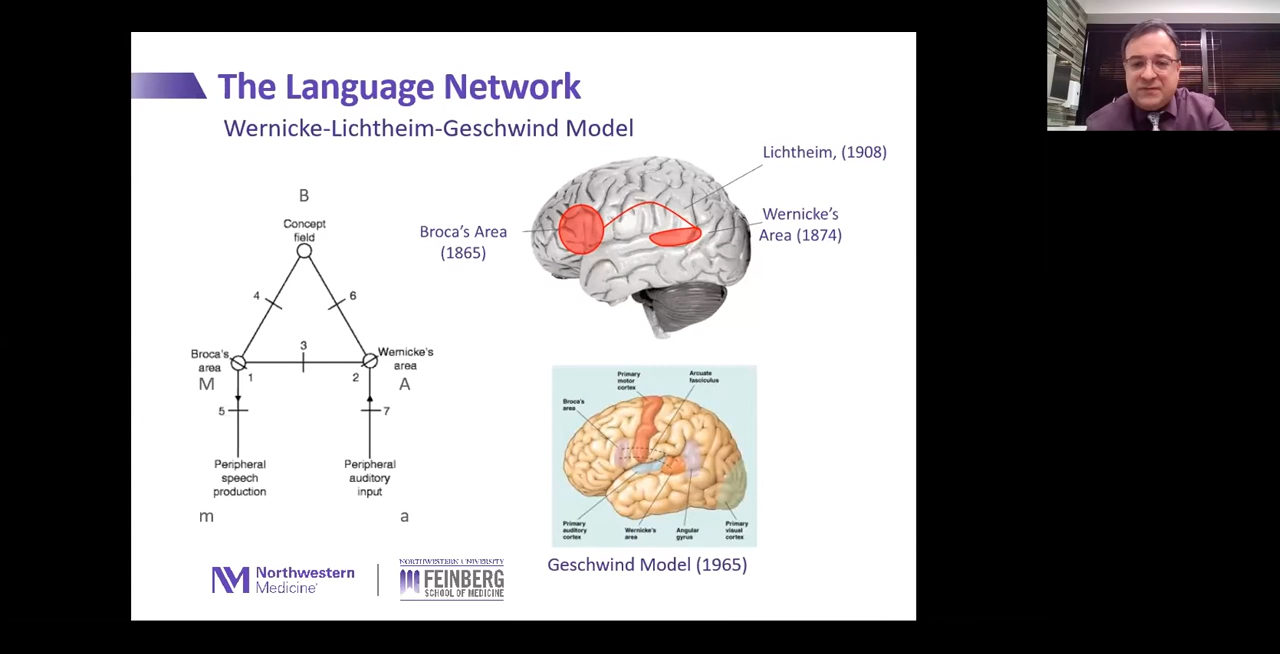 The Language Network
Wernicke-Lichtheim-Geschwind Model
B
Concept
field
4
6
3
Broca's
area
Wernicke's
area
M
1
2
A
5
7
Peripheral
speech
production
Peripheral
auditory
input
m
a
Lichtheim, (1908)
Broca's Area
(1865)
Wernicke's
Area (1874)
Primary
motor
cortex
Arcuate
fasciculus
Broca's
area
Primary
auditory
cortex
Wernicke's
area
Angular
gyrus
Primary
visual
cortex
Geschwind Model (1965)
NM Northwestern
Medicine
NORTHWESTERN UNIVERSITY
FEINBERG
SCHOOL OF MEDICINE